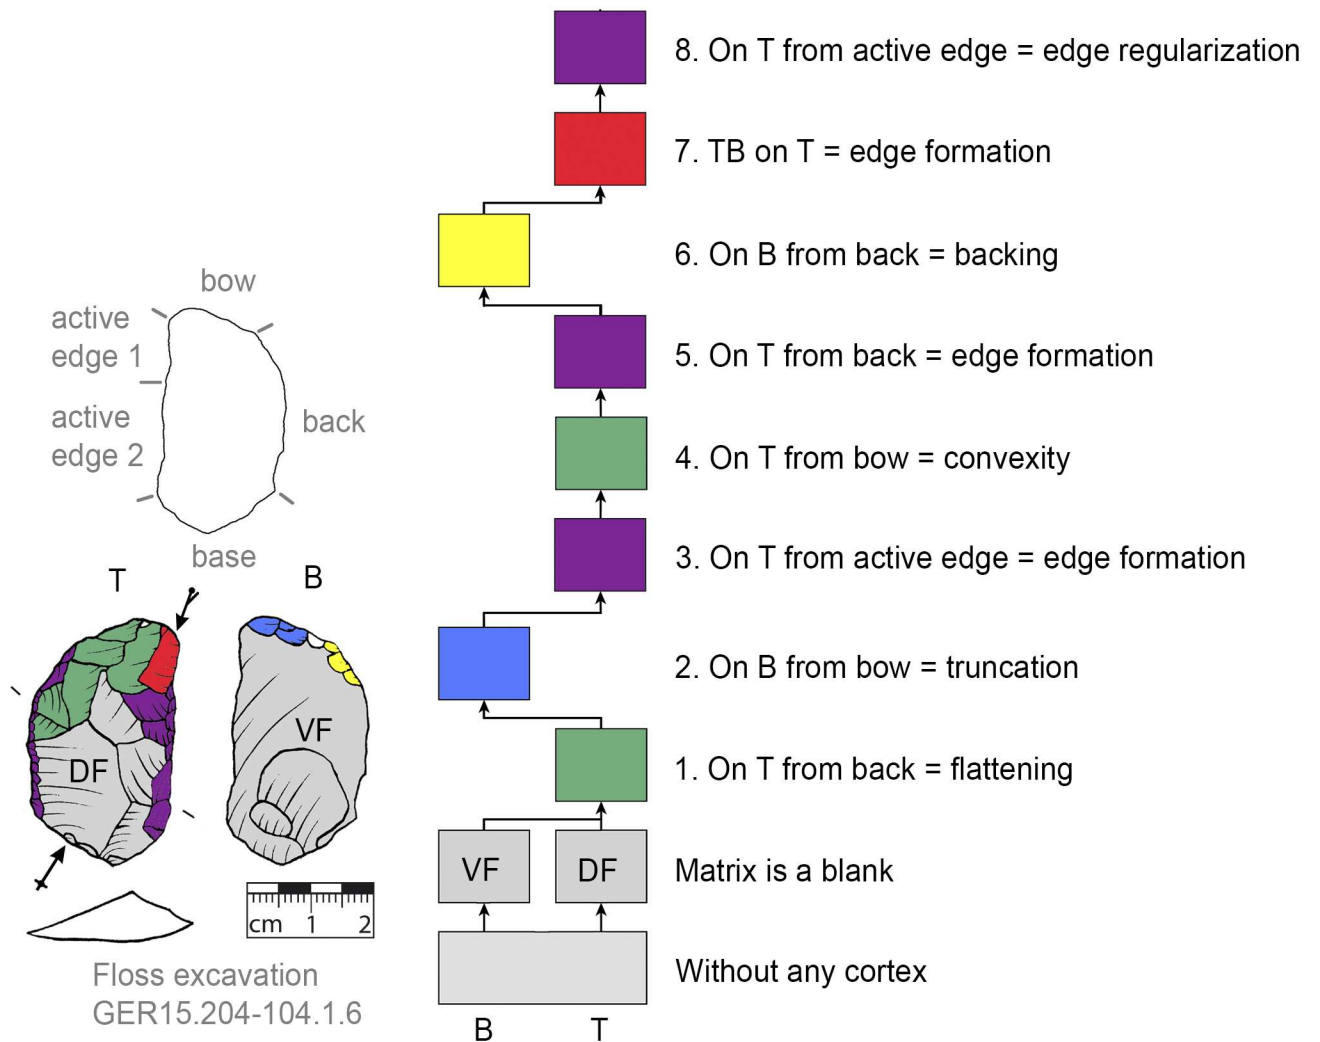 8. On T from active edge = edge regularization
7. TB on T = edge formation
6. On B from back = backing
5. On T from back = edge formation
4. On T from bow = convexity
3. On T from active edge = edge formation
2. On B from bow = truncation
1. On T from back = flattening
VF DF Matrix is a blank
Without any cortex
B T
bow
active
edge 1
active
edge 2
back
base
T B
DF
VF
cm 1 2
Floss excavation
GER15.204-104.1.6